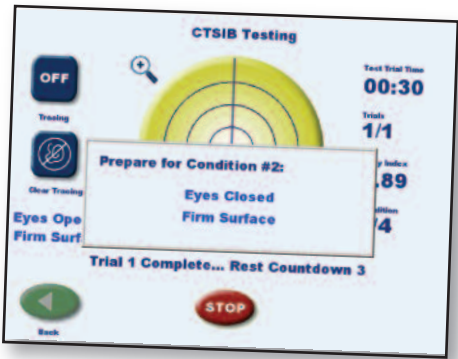 CTSIB Testing
OFF
Tracing
Clear Tracing
Test Trial Time
00:30
Trials
1/1
Index
.89
/4
Prepare for Condition #2:
Eyes Closed
Firm Surface
Eyes Ope
Firm Surf
Trial 1 Complete... Rest Countdown 3
Back
STOP